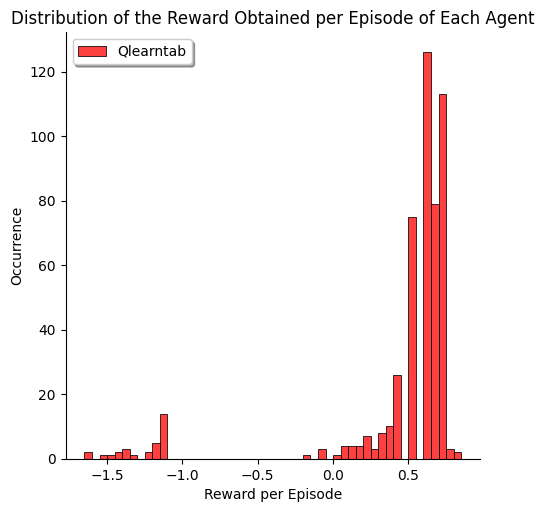 Distribution of the Reward Obtained per Episode of Each Agent
Qlearntab
120
100
80
60
40
20
0
Occurrence
−1.5 −1.0 −0.5 0.0 0.5
Reward per Episode